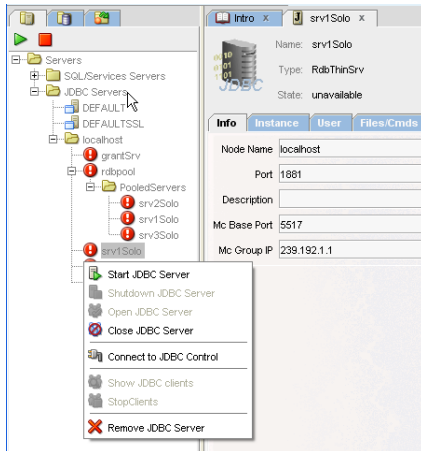 Servers
SQL/Services Servers
JDBC Servers
DEFAULT
DEFAULTSSL
localhost
grantSrv
rdbpool
PooledServers
srv2Solo
srv1Solo
srv3Solo
srv1Solo
Start JDBC Server
Shutdown JDBC Server
Open JDBC Server
Close JDBC Server
Connect to JDBC Control
Show JDBC clients
StopClients
Remove JDBC Server
Intro x
J srv1Solo x
JDBC
Name: srv1Solo
Type: RdbThinSrv
State: unavailable
Info Instance User Files/Cmds
Node Name localhost
Port 1881
Description
Mc Base Port 5517
Mc Group IP 239.192.1.1